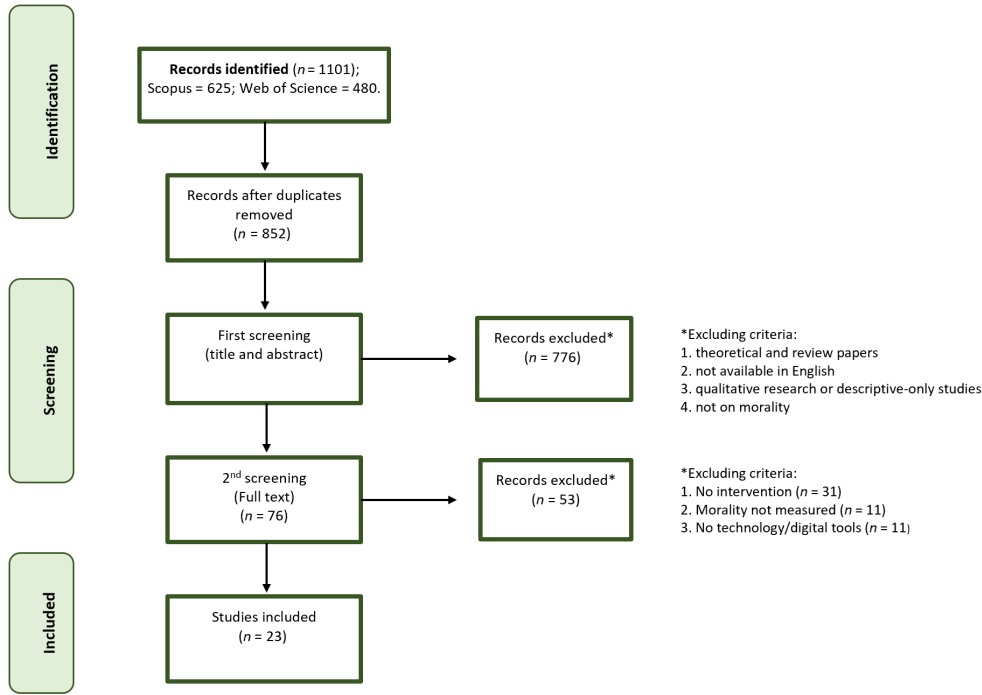 Identification
Records identified (n = 1101);
Scopus = 625; Web of Science = 480.
Records after duplicates
removed
(n = 852)
Screening
First screening
(title and abstract)
Records excluded*
(n = 776)
*Excluding criteria:
1. theoretical and review papers
2. not available in English
3. qualitative research or descriptive-only studies
4. not on morality
2nd screening
(Full text)
(n = 76)
Records excluded*
(n = 53)
*Excluding criteria:
1. No intervention (n = 31)
2. Morality not measured (n = 11)
3. No technology/digital tools (n = 11)
Included
Studies included
(n = 23)